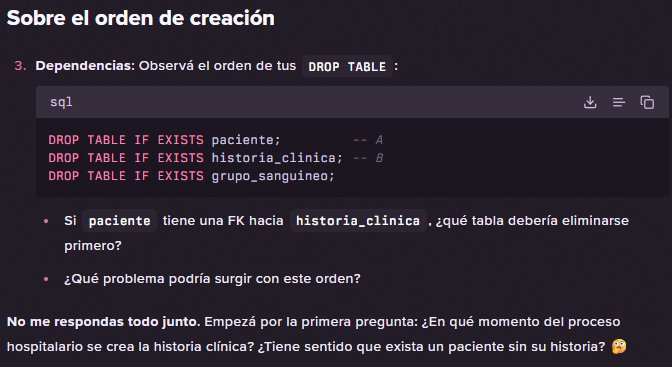 Sobre el orden de creación
3. Dependencias: Observá el orden de tus DROP TABLE :
sql
DROP TABLE IF EXISTS paciente; -- A
DROP TABLE IF EXISTS historia_clinica; -- B
DROP TABLE IF EXISTS grupo_sanguineo;
• Si paciente tiene una FK hacia historia_clinica , ¿qué tabla debería eliminarse
primero?
• ¿Qué problema podría surgir con este orden?
No me respondas todo junto. Empezá por la primera pregunta: ¿En qué momento del proceso
hospitalario se crea la historia clínica? ¿Tiene sentido que exista un paciente sin su historia? 🤔